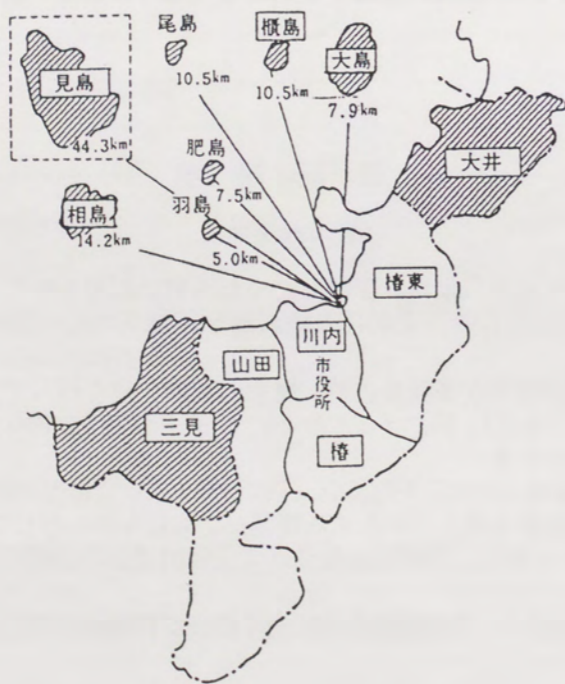 尾島
10.5km
櫃島
10.5km
大島
7.9km
見島
44.3km
肥島
7.5km
羽島
5.0km
相島
14.2km
大井
椿東
川内
市役所
山田
三見
椿